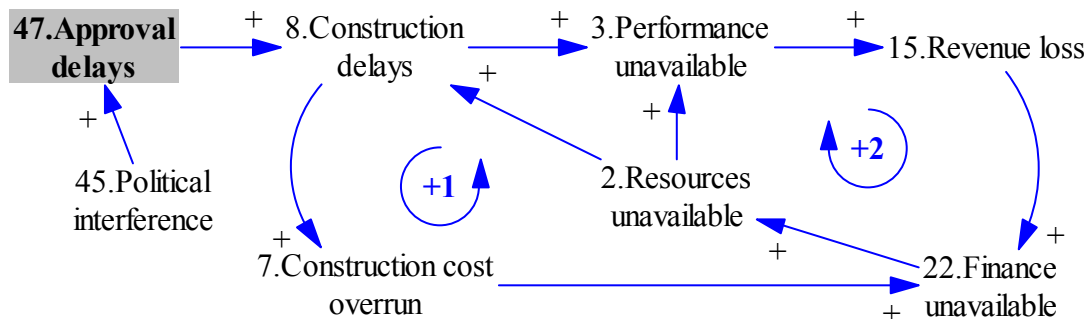 47.Approval
delays
+
8.Construction
delays
+
3.Performance
unavailable
+
15.Revenue loss
+
+
+
45.Political
interference
+1
2.Resources
unavailable
+2
+
7.Construction cost
overrun
+
+
22.Finance
unavailable
+